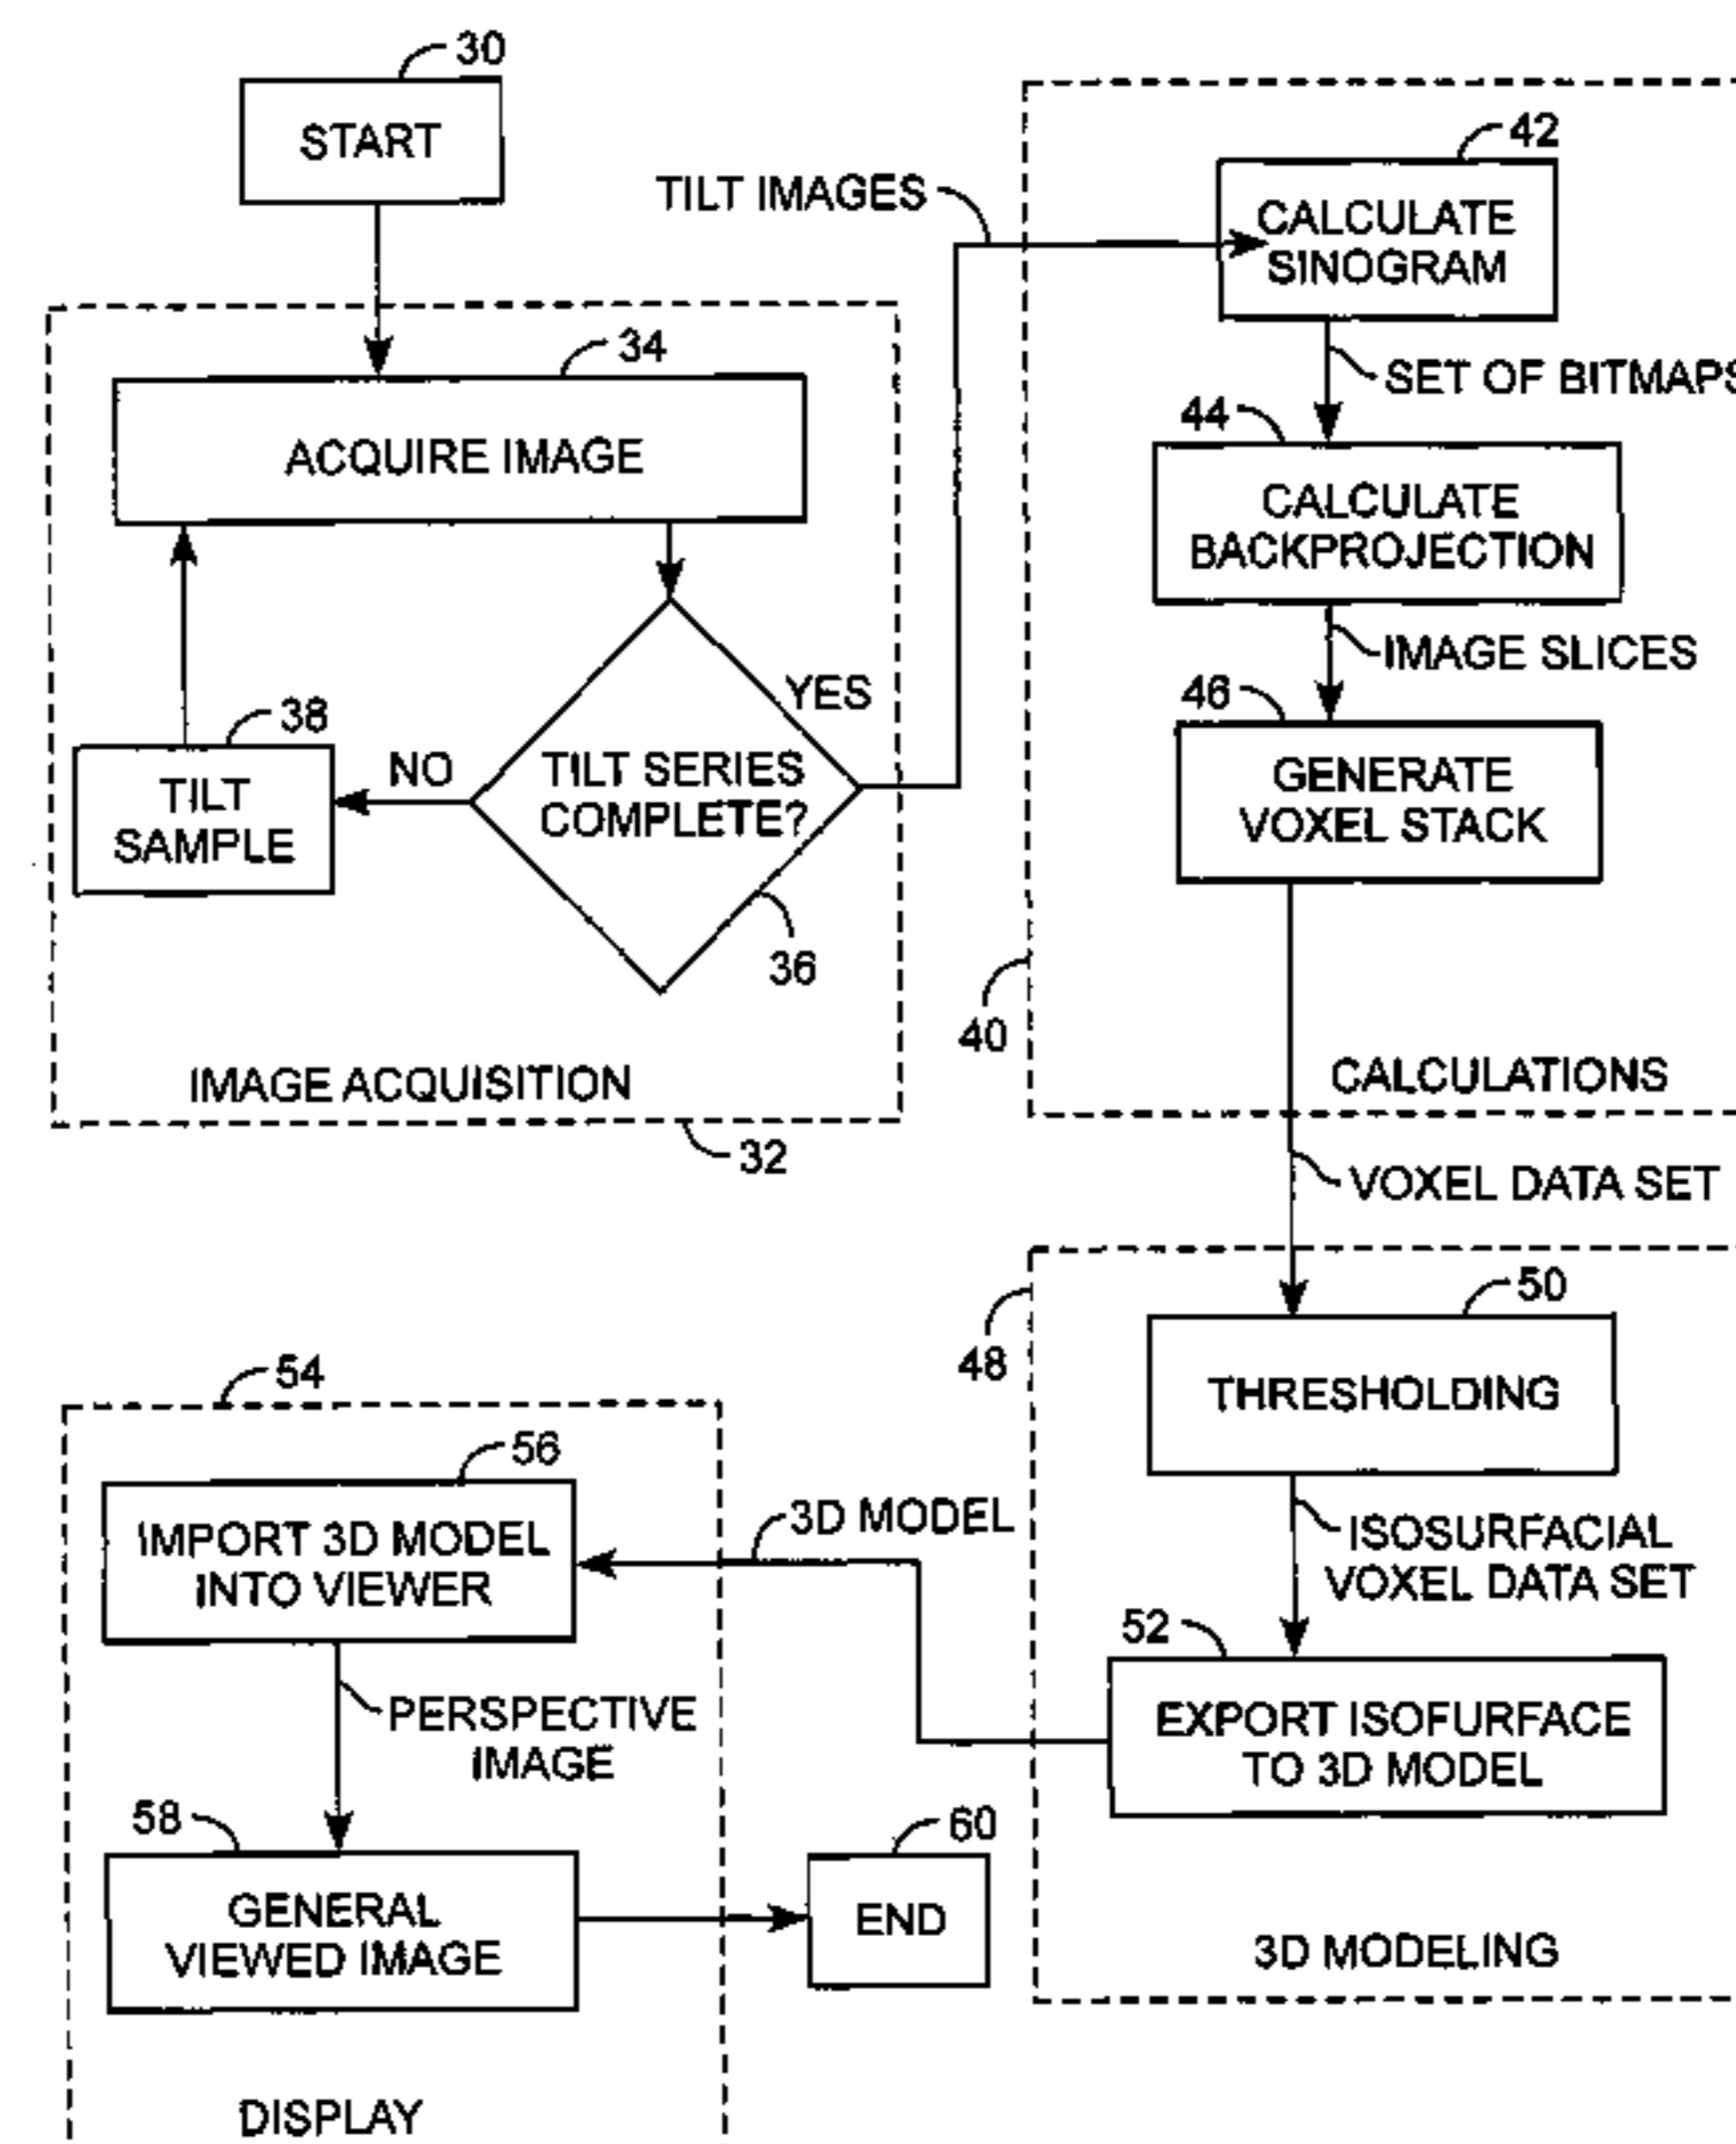 30
START
34
ACQUIRE IMAGE
YES
38
NO
TILT SERIES
COMPLETE?
TILT
SAMPLE
36
IMAGE ACQUISITION
32
TILT IMAGES
42
CALCULATE
SINOGRAM
SET OF BITMAPS
44
CALCULATE
BACKPROJECTION
IMAGE SLICES
46
GENERATE
VOXEL STACK
40
CALCULATIONS
VOXEL DATA SET
50
48
THRESHOLDING
ISOSURFACIAL
VOXEL DATA SET
52
EXPORT ISOFURFACE
TO 3D MODEL
3D MODELING
3D MODEL
54
56
IMPORT 3D MODEL
INTO VIEWER
PERSPECTIVE
IMAGE
58
GENERAL
VIEWED IMAGE
60
END
DISPLAY